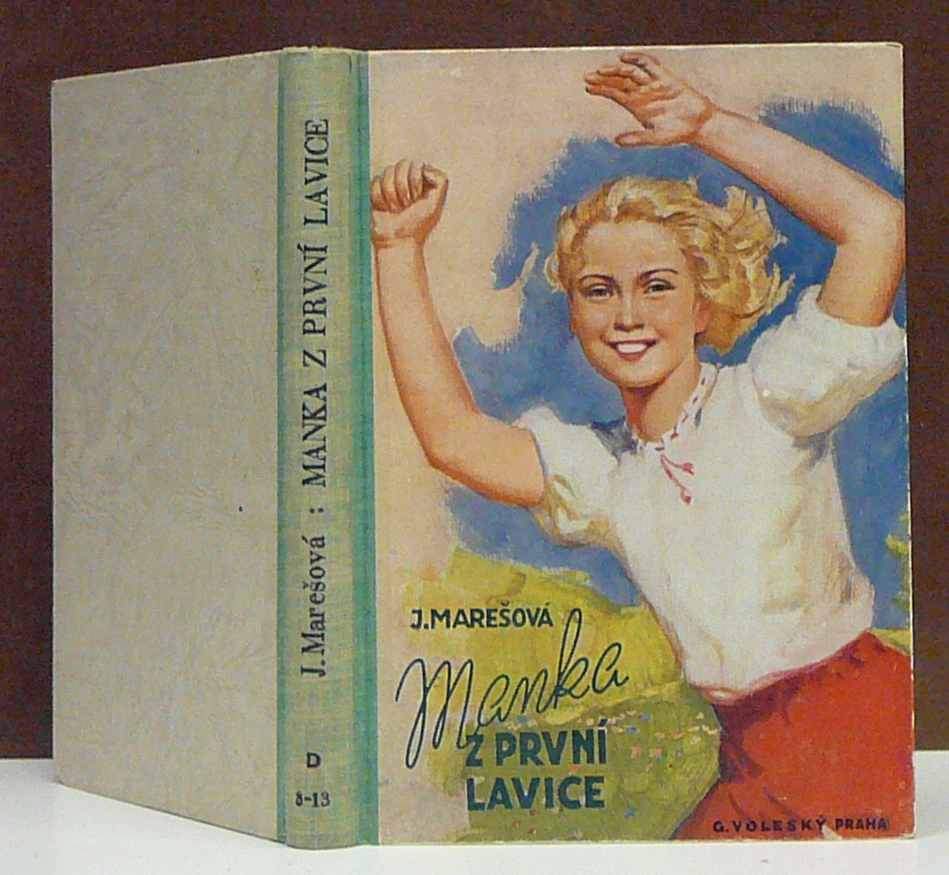 J. Marešová : MANKA Z PRVNÍ LAVICE
D
8-13
J. MAREŠOVÁ
Manka
Z PRVNÍ
LAVICE
G. VOLESKÝ PRAHA